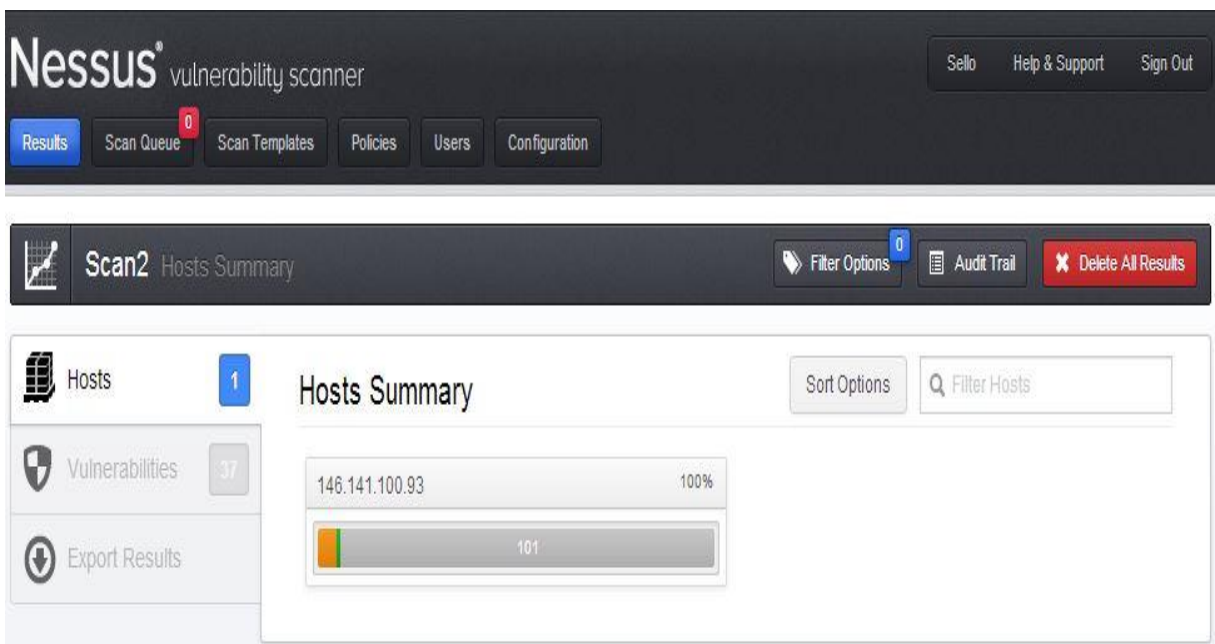 Nessus® vulnerability scanner
Sello Help & Support Sign Out
Results Scan Queue 0 Scan Templates Policies Users Configuration
Scan2 Hosts Summary
Filter Options 0 Audit Trail Delete All Results
Hosts 1
Vulnerabilities 37
Export Results
Hosts Summary
Sort Options Filter Hosts
146.141.100.93 100%
101